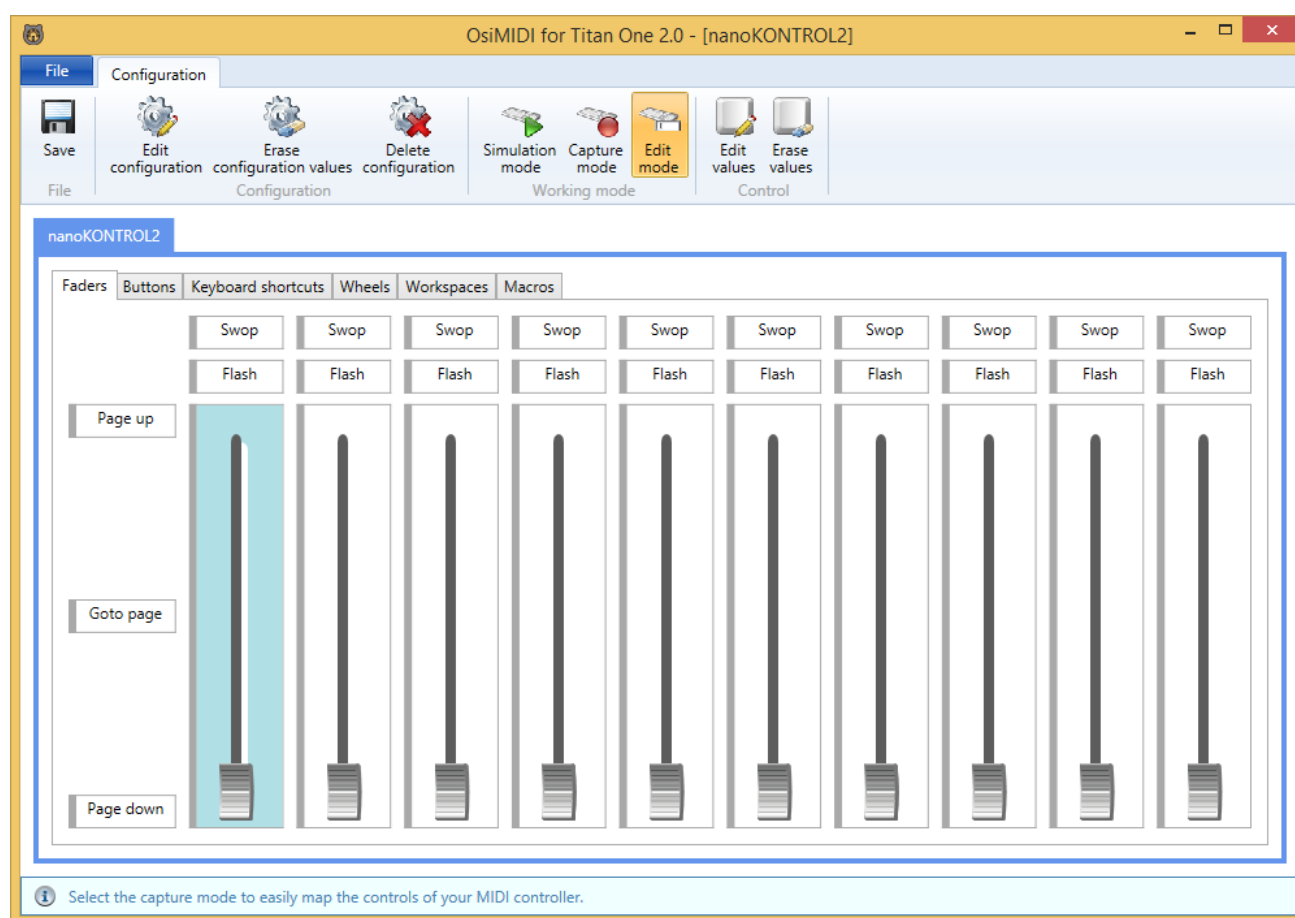 OsiMIDI for Titan One 2.0 - [nanoKONTROL2]
File
Configuration
Save
Edit
configuration
Erase
configuration values
Delete
configuration
Simulation
mode
Capture
mode
Edit
mode
Edit
values
Erase
values
File
Configuration
Working mode
Control
nanoKONTROL2
Faders
Buttons
Keyboard shortcuts
Wheels
Workspaces
Macros
Swop
Swop
Swop
Swop
Swop
Swop
Swop
Swop
Swop
Swop
Flash
Flash
Flash
Flash
Flash
Flash
Flash
Flash
Flash
Flash
Page up
Goto page
Page down
Select the capture mode to easily map the controls of your MIDI controller.